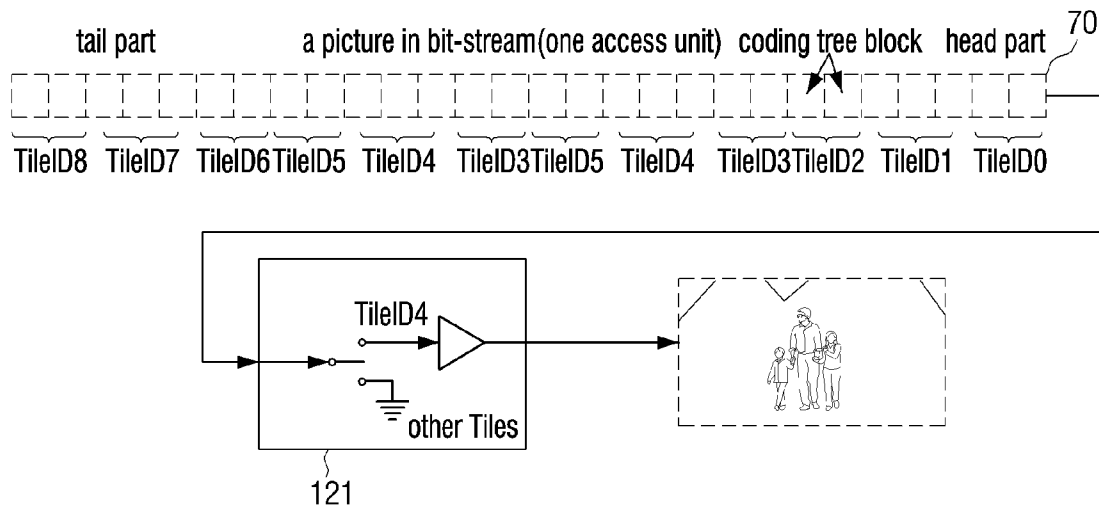 tail part a picture in bit-stream(one access unit) coding tree block head part 70
TileID8 TileID7 TileID6 TileID5 TileID4 TileID3 TileID5 TileID4 TileID3 TileID2 TileID1 TileID0
TileID4
other Tiles
121